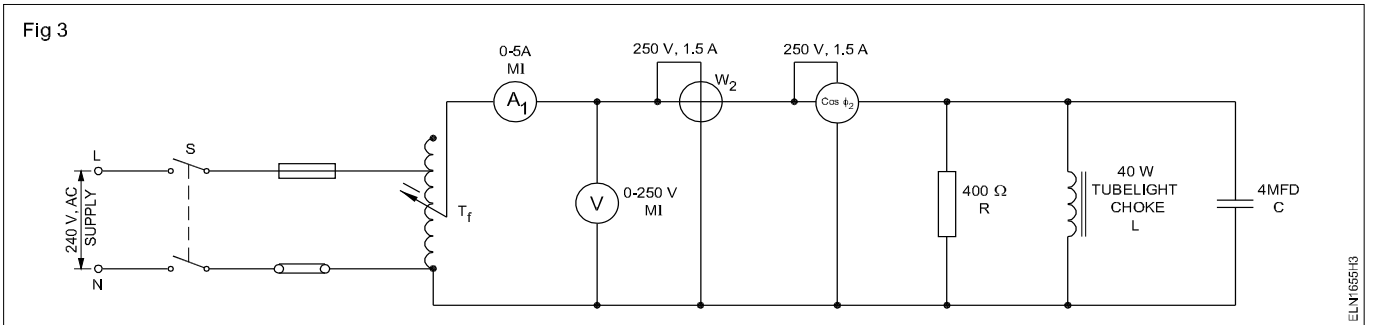 Fig 3
0-5A
MI
A1
250 V, 1.5 A
W2
250 V, 1.5 A
Cos ϕ2
L
S
240 V, AC
SUPPLY
N
Tf
V
0-250 V
MI
400 Ω
R
40 W
TUBELIGHT
CHOKE
L
4MFD
C
ELN1655H3